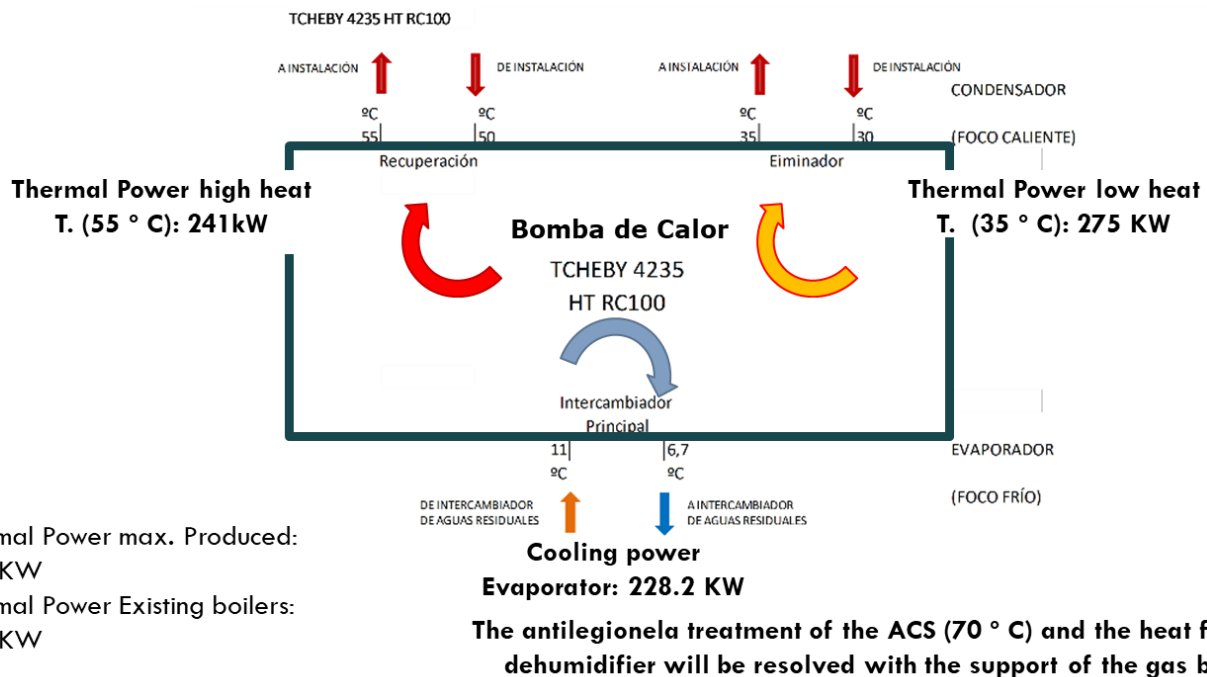 TCHEBY 4235 HT RC100
A INSTALACIÓN
DE INSTALACIÓN
A INSTALACIÓN
DE INSTALACIÓN
CONDENSADOR
ºC
ºC
ºC
ºC
55
50
35
30
(FOCO CALIENTE)
Recuperación
Eiminador
Thermal Power high heat
T. (55 ° C): 241kW
Thermal Power low heat
T. (35 ° C): 275 KW
Bomba de Calor
TCHEBY 4235
HT RC100
Intercambiador
Principal
11
6,7
ºC
ºC
EVAPORADOR
(FOCO FRÍO)
DE INTERCAMBIADOR
DE AGUAS RESIDUALES
A INTERCAMBIADOR
DE AGUAS RESIDUALES
Cooling power
Evaporator: 228.2 KW
Power max. Produced:
KW
Power Existing boilers:
KW
The antilegionela treatment of the ACS (70 ° C) and the heat
dehumidifier will be resolved with the support of the gas